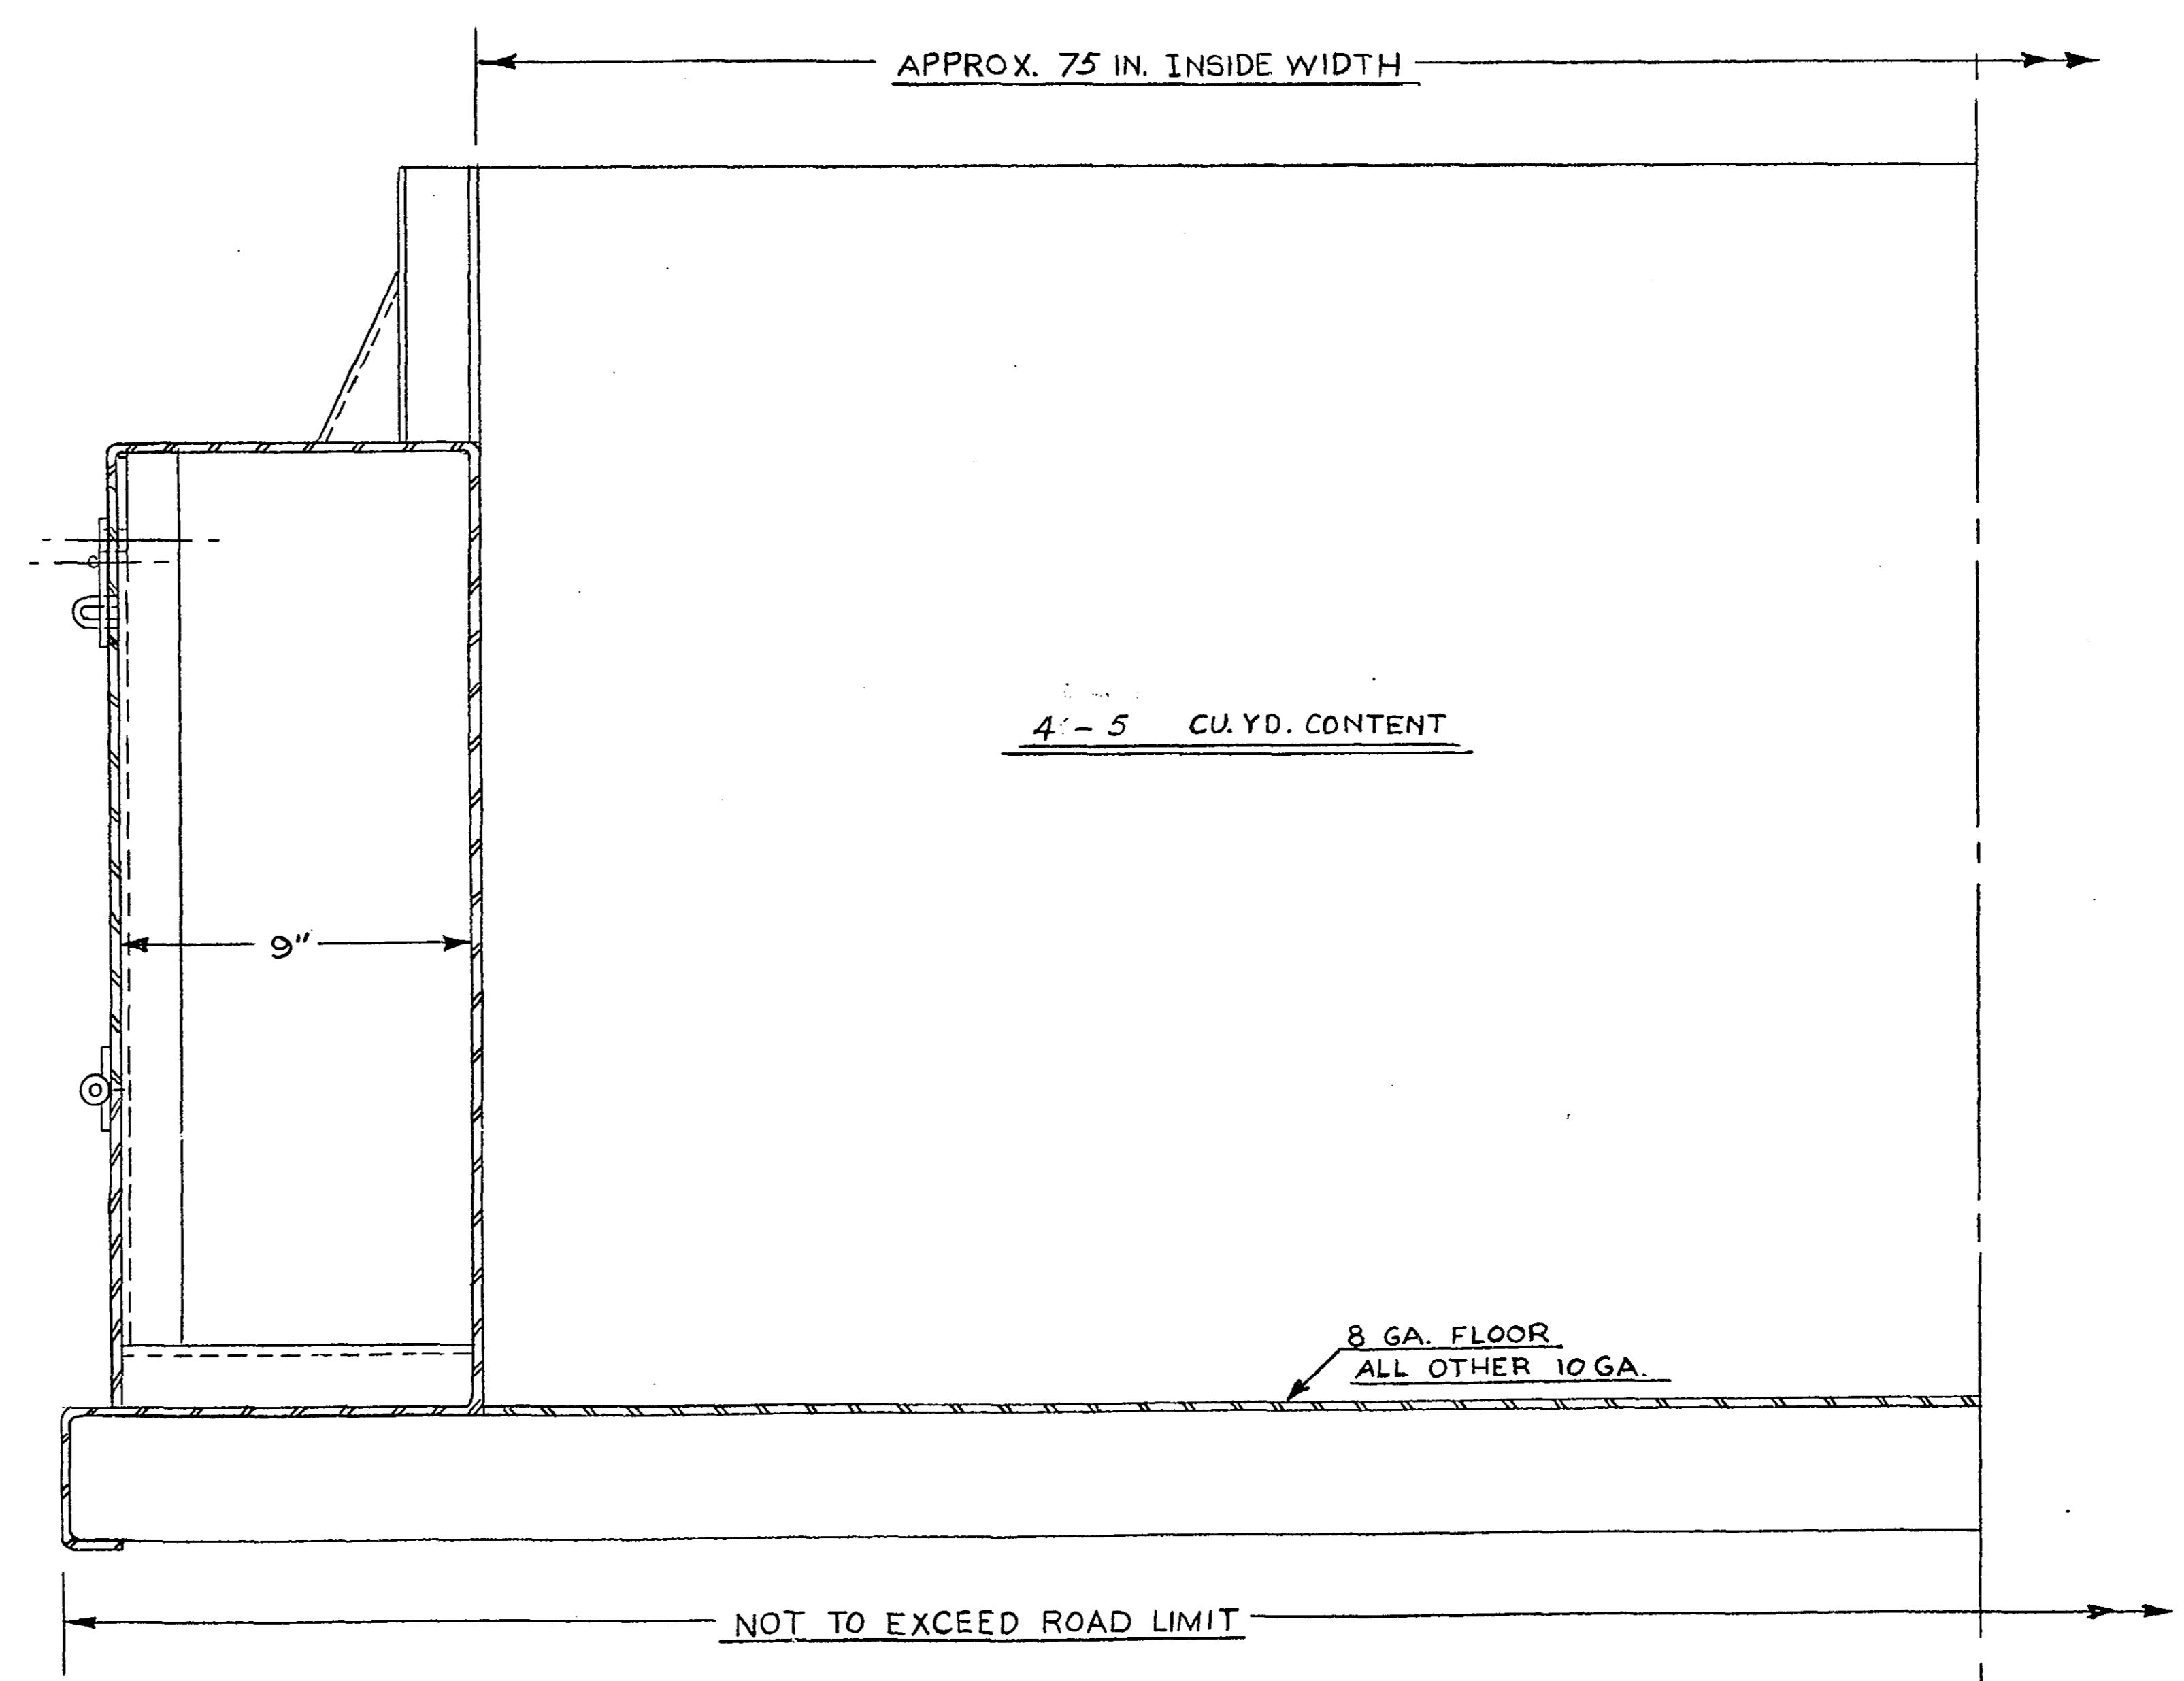 APPROX. 75 IN. INSIDE WIDTH
4 - 5 CU. YD. CONTENT
9"
8 GA. FLOOR
ALL OTHER 10 GA.
NOT TO EXCEED ROAD LIMIT